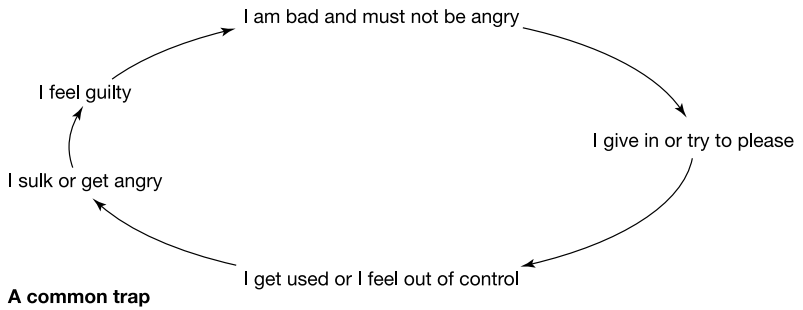 I am bad and must not be angry
I feel guilty
I give in or try to please
I sulk or get angry
I get used or I feel out of control
A common trap